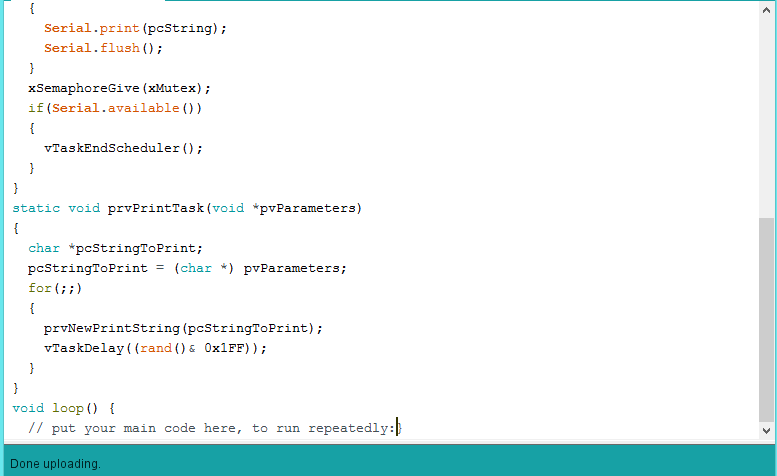 {
Serial.print(pcString);
Serial.flush();
}
xSemaphoreGive(xMutex);
if(Serial.available())
{
vTaskEndScheduler();
}
}
static void prvPrintTask(void *pvParameters)
{
char *pcStringToPrint;
pcStringToPrint = (char *) pvParameters;
for(;;)
{
prvNewPrintString(pcStringToPrint);
vTaskDelay((rand()& 0x1FF));
}
}
void loop() {
// put your main code here, to run repeatedly:}
Done uploading.